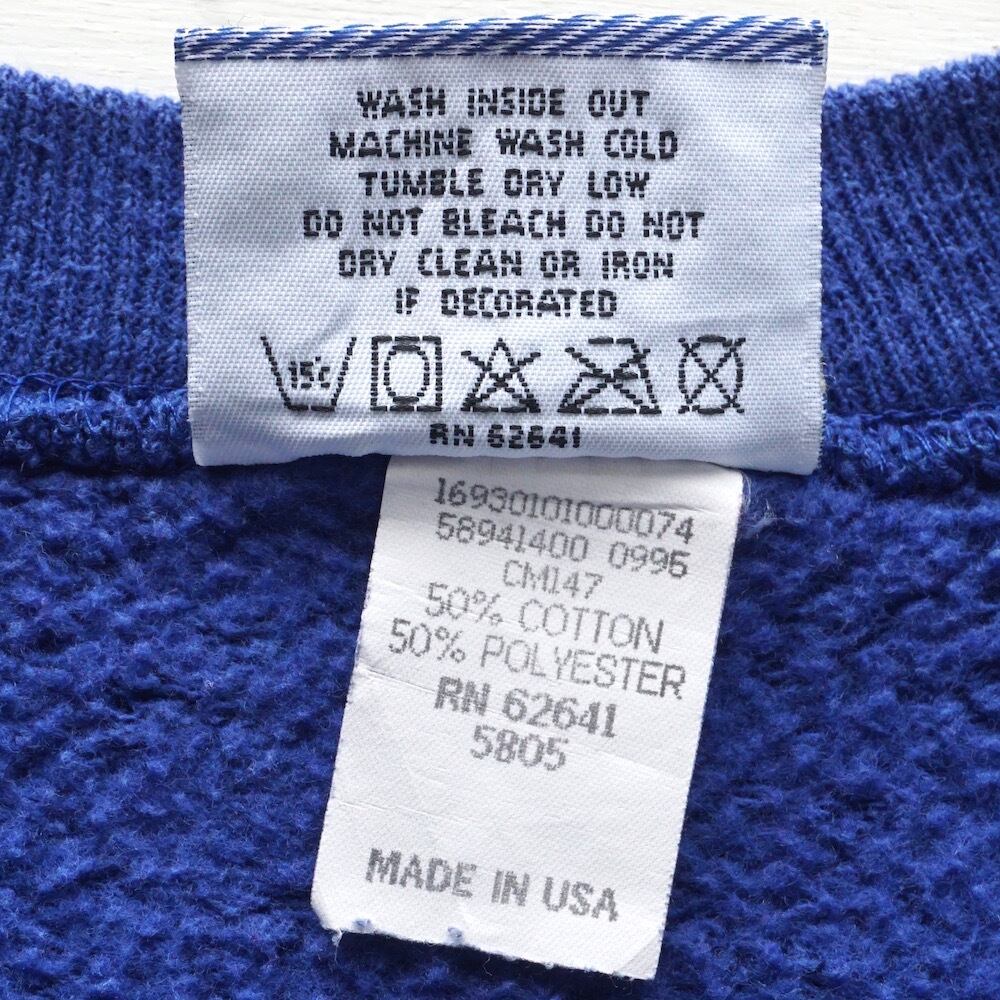 WASH INSIDE OUT
MACHINE WASH COLD
TUMBLE DRY LOW
DO NOT BLEACH DO NOT
DRY CLEAN OR IRON
IF DECORATED
15c
RN 62641
16930101000074
58941400 0996
CM147
50% COTTON
50% POLYESTER
RN 62641
5805
MADE IN USA